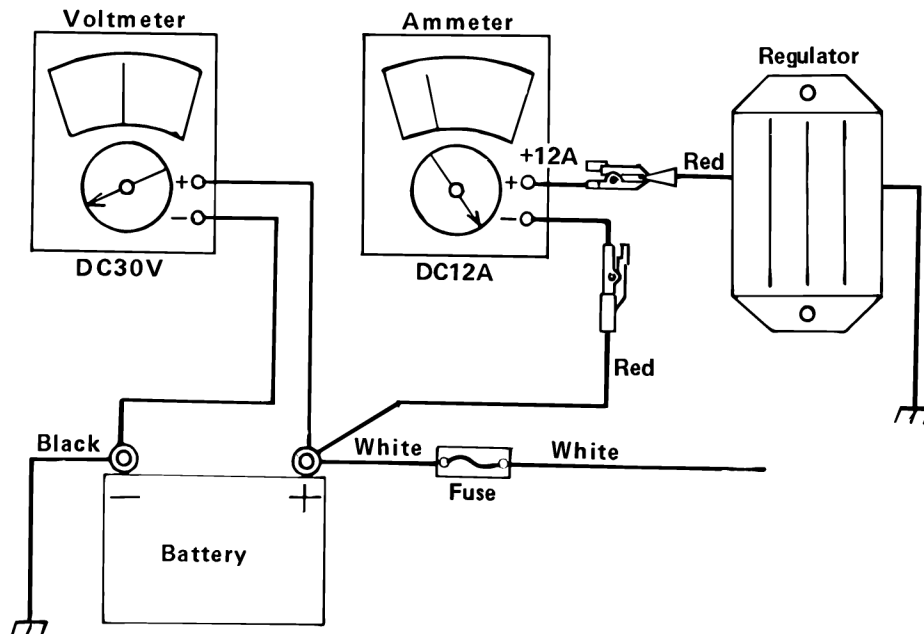 Voltmeter
Ammeter
Regulator
+12A
Red
+
−
+
−
DC30V
DC12A
Red
Black
White
White
Fuse
−
+
Battery